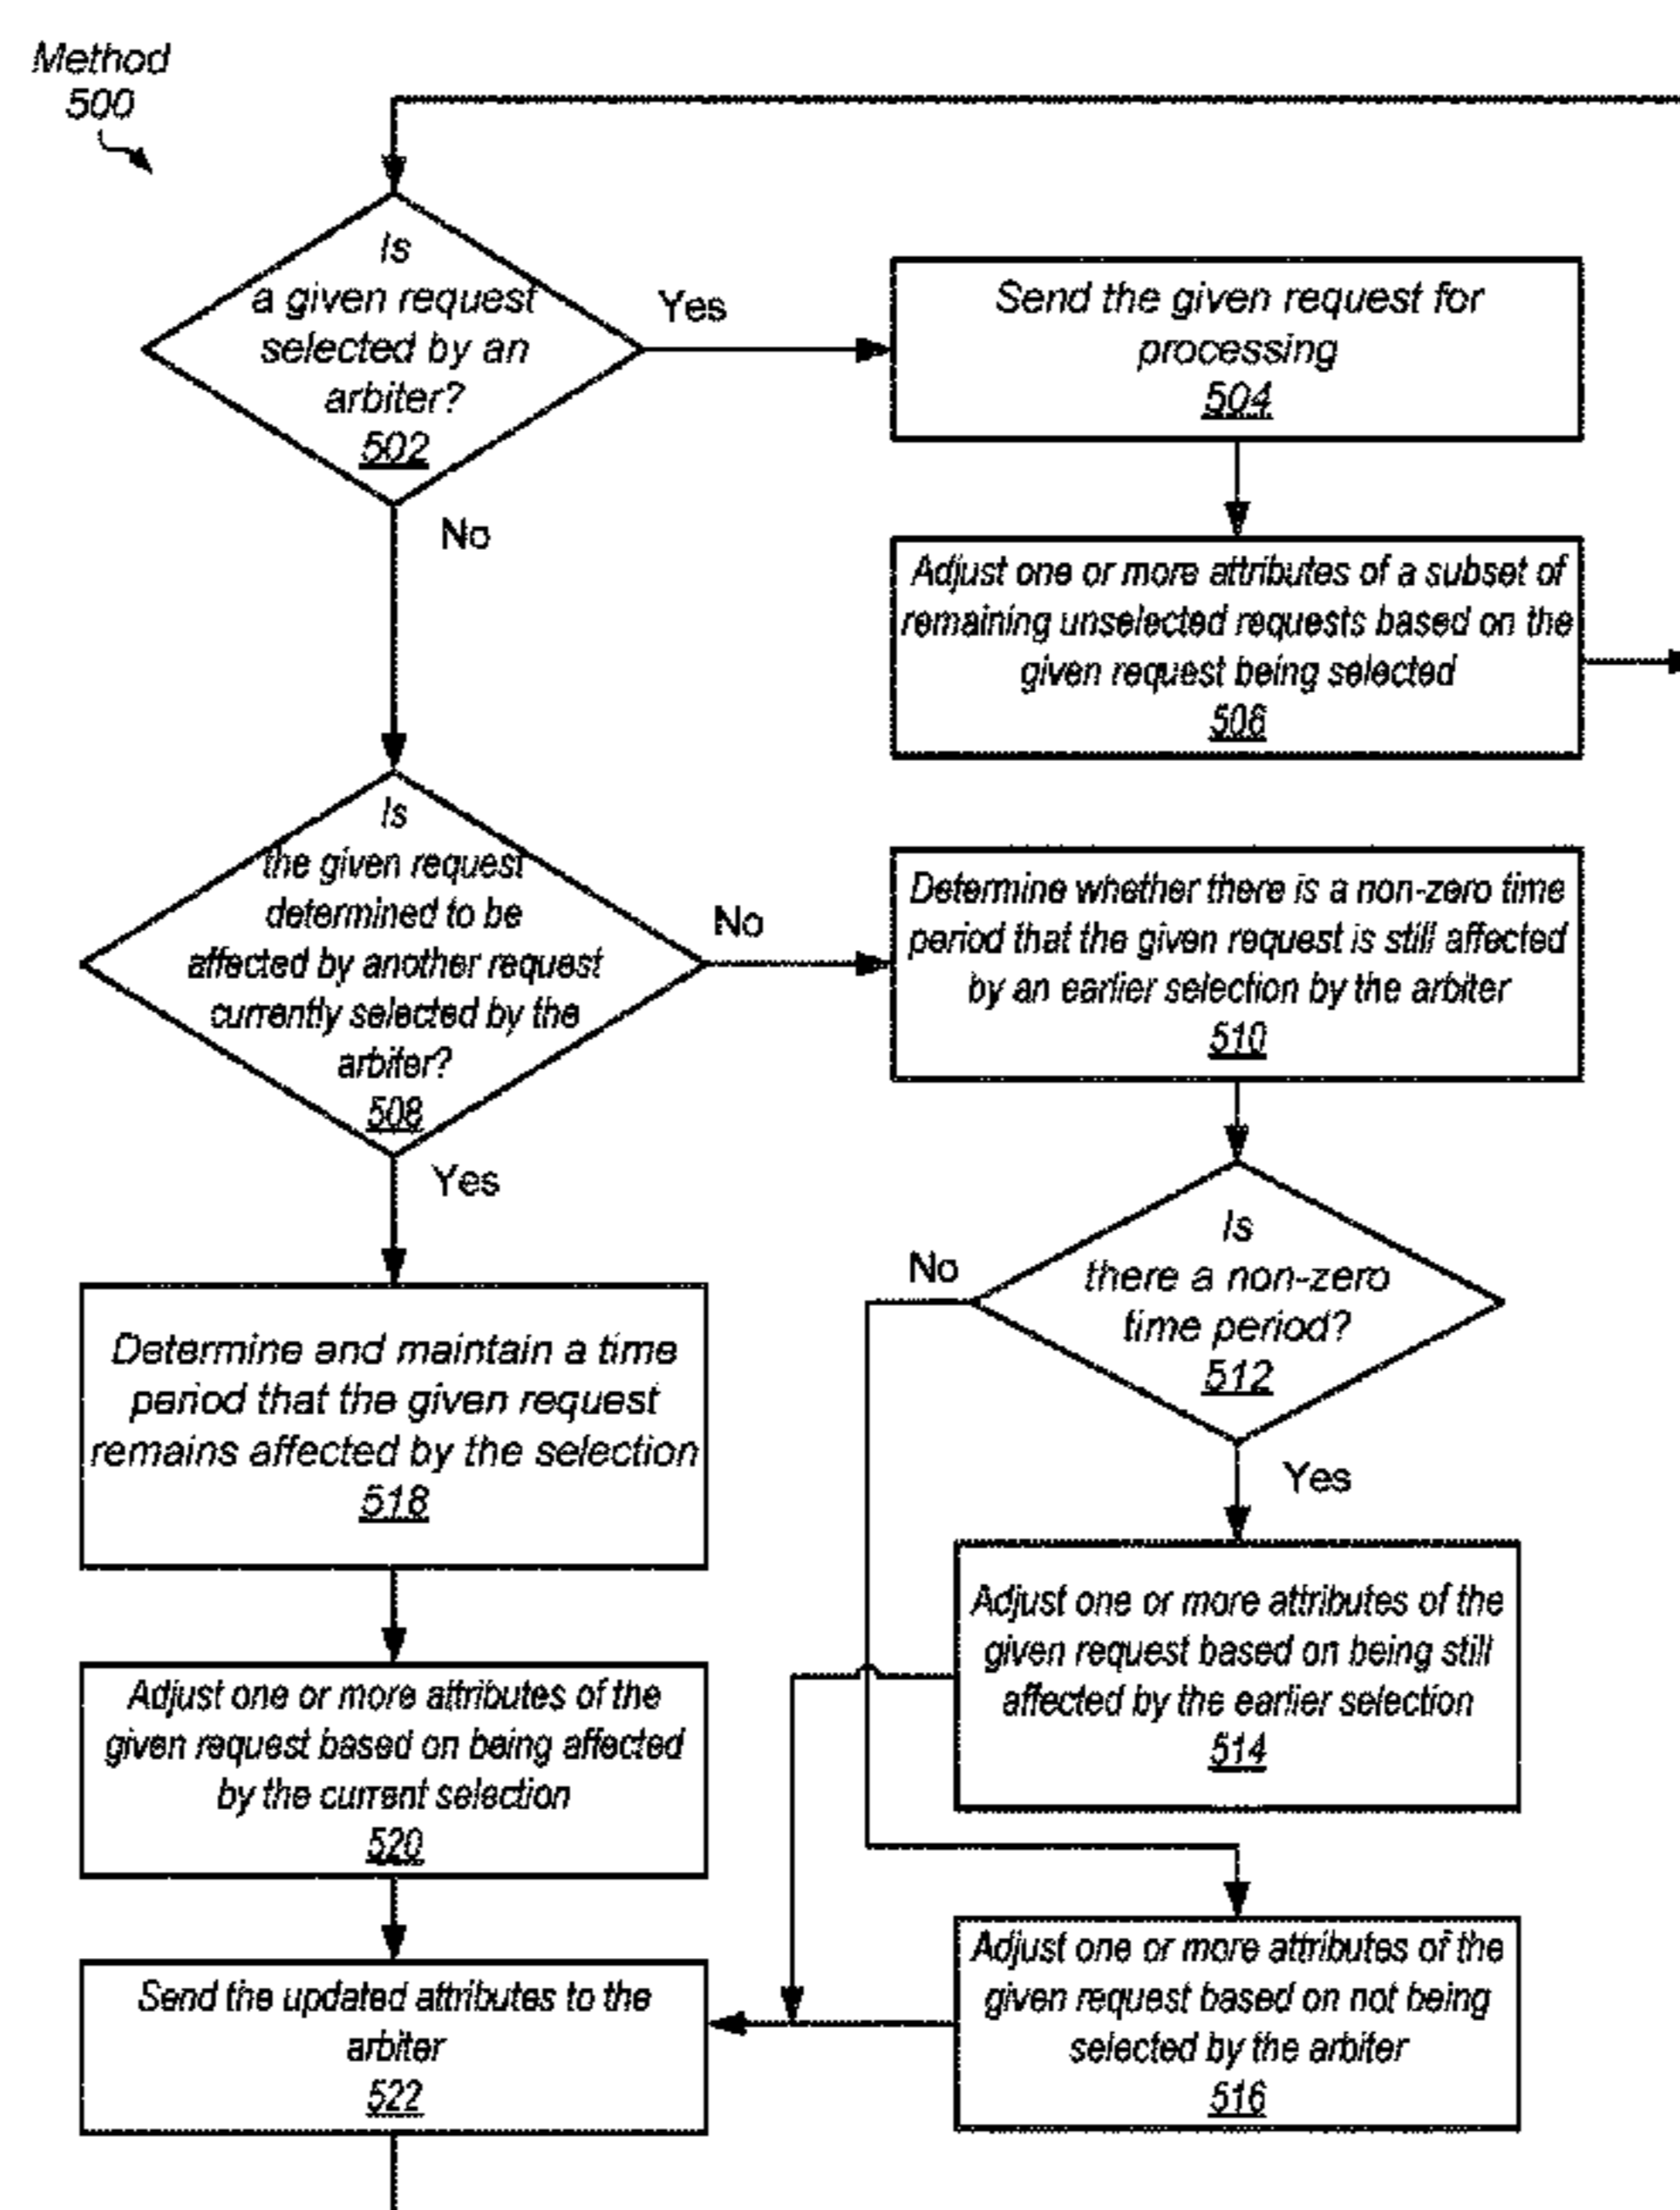 Method
500
Is
a given request
selected by an
arbiter?
502
Yes
No
Send the given request for
processing
504
Adjust one or more attributes of a subset of
remaining unselected requests based on the
given request being selected
506
Is
the given request
determined to be
affected by another request
currently selected by the
arbiter?
508
No
Yes
Determine whether there is a non-zero time
period that the given request is still affected
by an earlier selection by the arbiter
510
Is
there a non-zero
time period?
512
No
Yes
Determine and maintain a time
period that the given request
remains affected by the selection
518
Adjust one or more attributes of the
given request based on being still
affected by the earlier selection
514
Adjust one or more attributes of the
given request based on being affected
by the current selection
520
Adjust one or more attributes of the
given request based on not being
selected by the arbiter
516
Send the updated attributes to the
arbiter
522